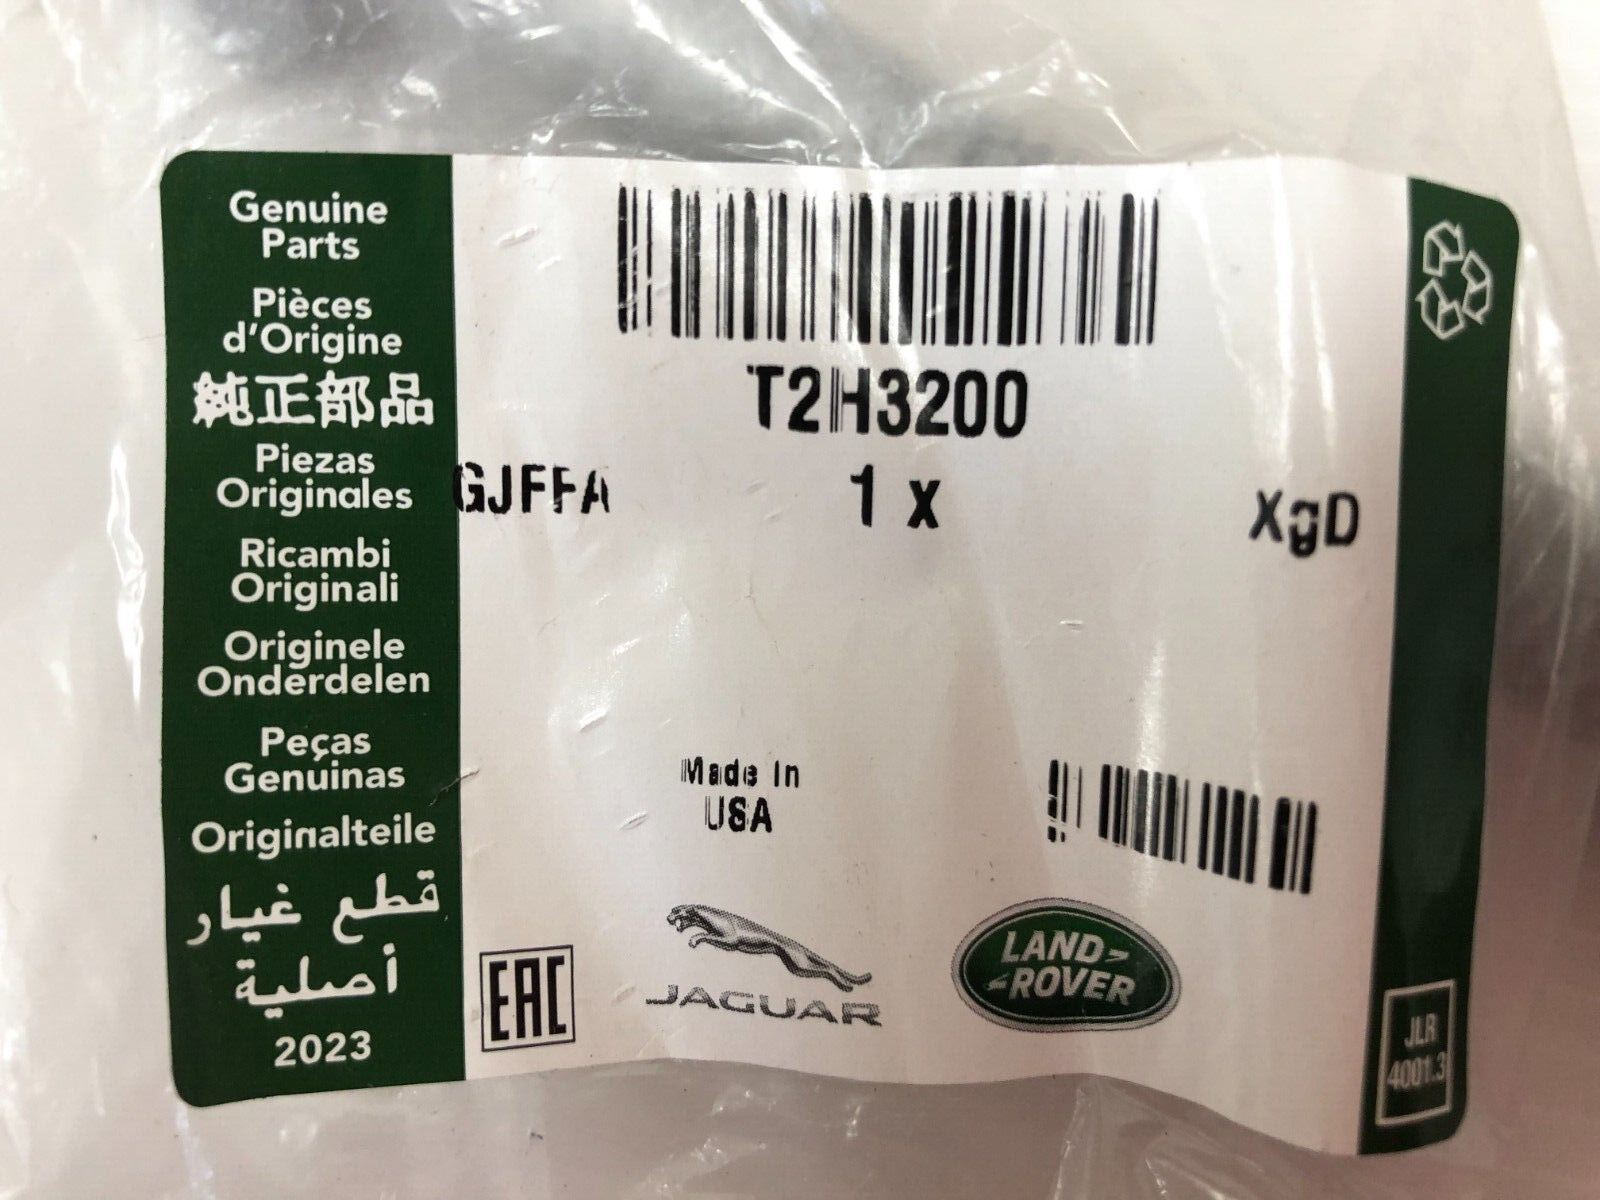 Genuine
Parts
Pièces
d'Origine
純正部品
Piezas
Originales
Ricambi
Originali
Originele
Onderdelen
Peças
Genuinas
Originalteile
قطع غيار
أصلية
2023
T2H3200
GJFFA 1 x XgD
Made In
USA
EAC
JAGUAR
LAND-
-ROVER
JLR
4001.3